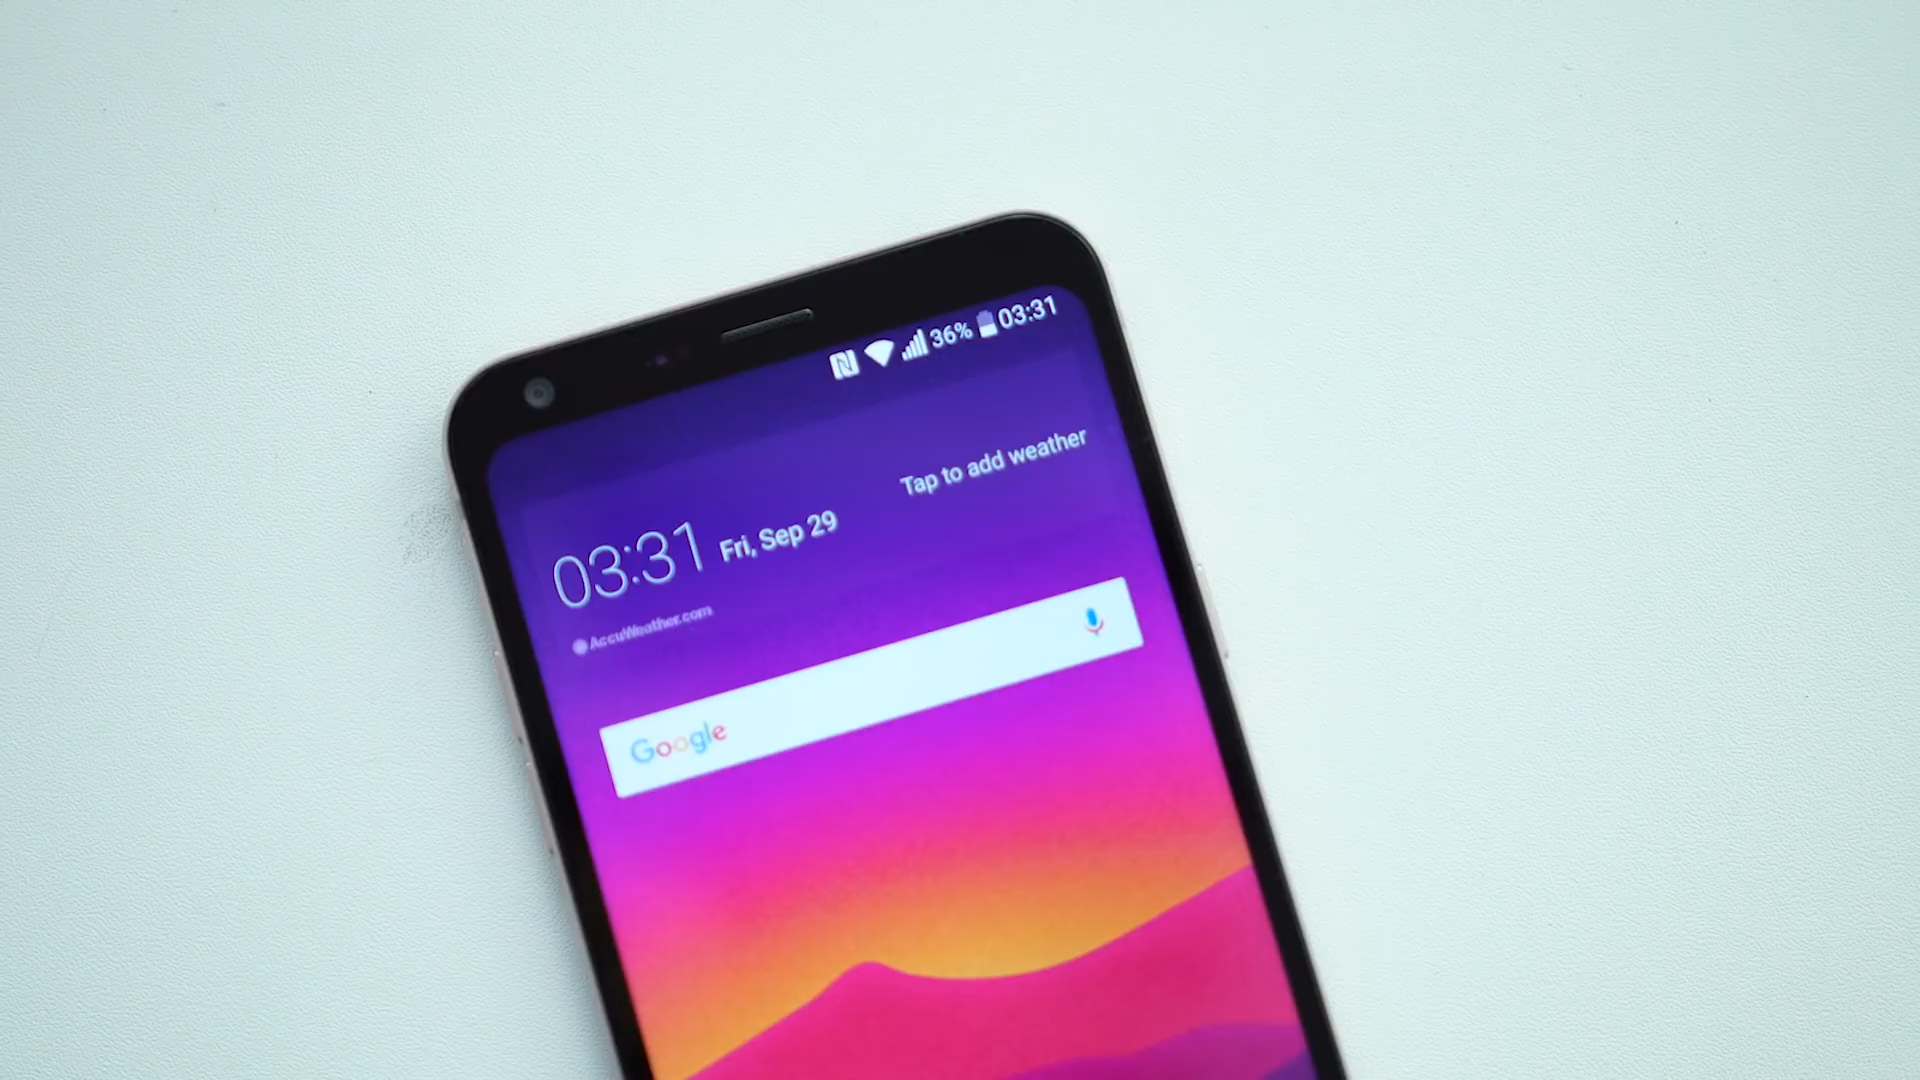 36% 03:31
Tap to add weather
03:31 Fri, Sep 29
AccuWeather.com
Google